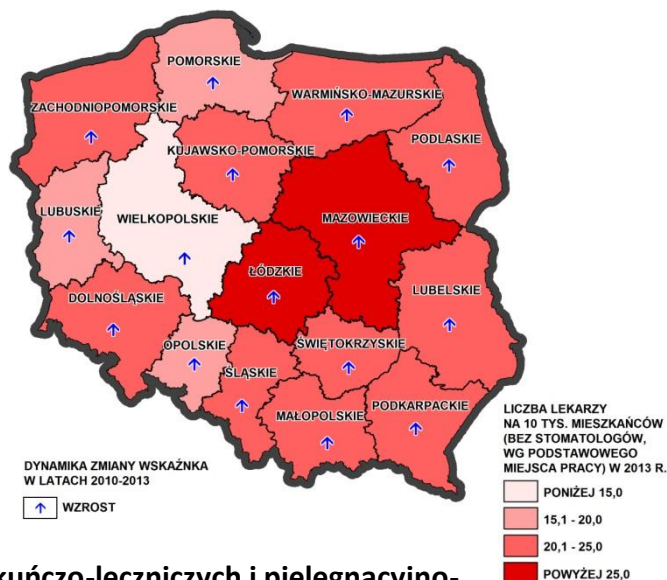 POMORSKIE
WARMIŃSKO-MAZURSKIE
ZACHODNIOPOMORSKIE
PODLASKIE
KUJAWSKO-POMORSKIE
LUBUSKIE
WIELKOPOLSKIE
MAZOWIECKIE
ŁÓDZKIE
DOLNOŚLĄSKIE
LUBELSKIE
OPOLSKIE
ŚWIĘTOKRZYSKIE
ŚLĄSKIE
MAŁOPOLSKIE
PODKARPACKIE
DYNAMIKA ZMIANY WSKAŹNKA
W LATACH 2010-2013
WZROST
LICZBA LEKARZY
NA 10 TYS. MIESZKAŃCÓW
(BEZ STOMATOLOGÓW,
WG PODSTAWOWEGO
MIEJSCA PRACY) W 2013 R.
PONIŻEJ 15,0
15,1 - 20,0
20,1 - 25,0
POWYŻEJ 25,0
kuńczo-leczniczych i pielęgnacyjno-